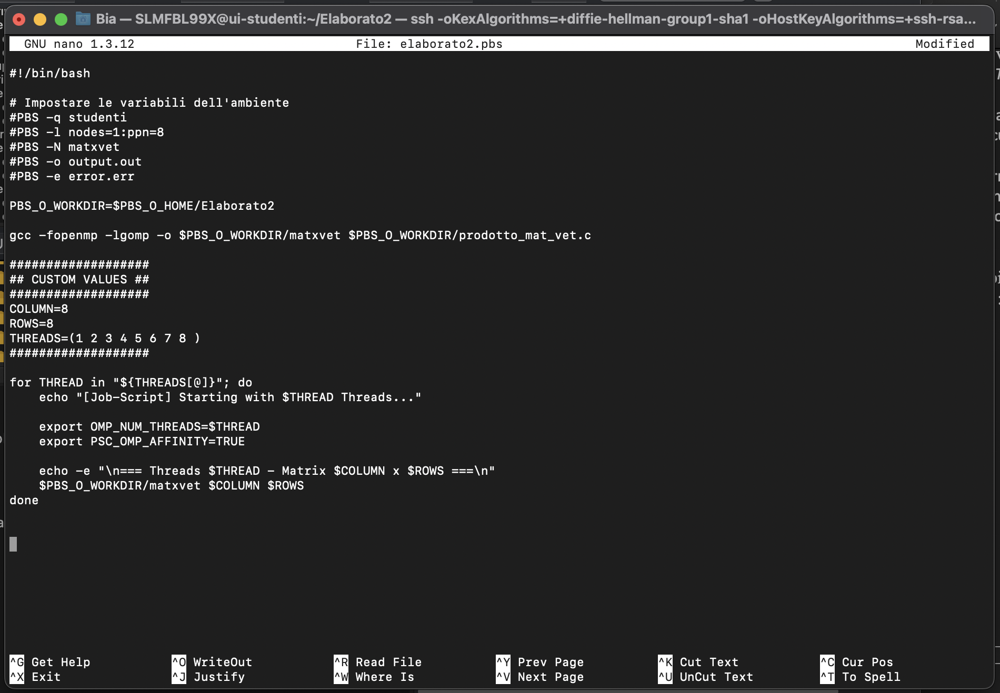 Bia — SLMFBL99X@ui-studenti:~/Elaborato2 — ssh -oKexAlgorithms=+diffie-hellman-group1-sha1 -oHostKeyAlgorithms=+ssh-rsa...
GNU nano 1.3.12 File: elaborato2.pbs Modified
#!/bin/bash
# Impostare le variabili dell'ambiente
#PBS -q studenti
#PBS -l nodes=1:ppn=8
#PBS -N matxvet
#PBS -o output.out
#PBS -e error.err
PBS_O_WORKDIR=$PBS_O_HOME/Elaborato2
gcc -fopenmp -lgomp -o $PBS_O_WORKDIR/matxvet $PBS_O_WORKDIR/prodotto_mat_vet.c
###################
## CUSTOM VALUES ##
###################
COLUMN=8
ROWS=8
THREADS=(1 2 3 4 5 6 7 8 )
###################
for THREAD in "${THREADS[@]}"; do
    echo "[Job-Script] Starting with $THREAD Threads..."
    export OMP_NUM_THREADS=$THREAD
    export PSC_OMP_AFFINITY=TRUE
    echo -e "\n=== Threads $THREAD - Matrix $COLUMN x $ROWS ===\n"
    $PBS_O_WORKDIR/matxvet $COLUMN $ROWS
done
^G Get Help ^O WriteOut ^R Read File ^Y Prev Page ^K Cut Text ^C Cur Pos
^X Exit ^J Justify ^W Where Is ^V Next Page ^U UnCut Text ^T To Spell